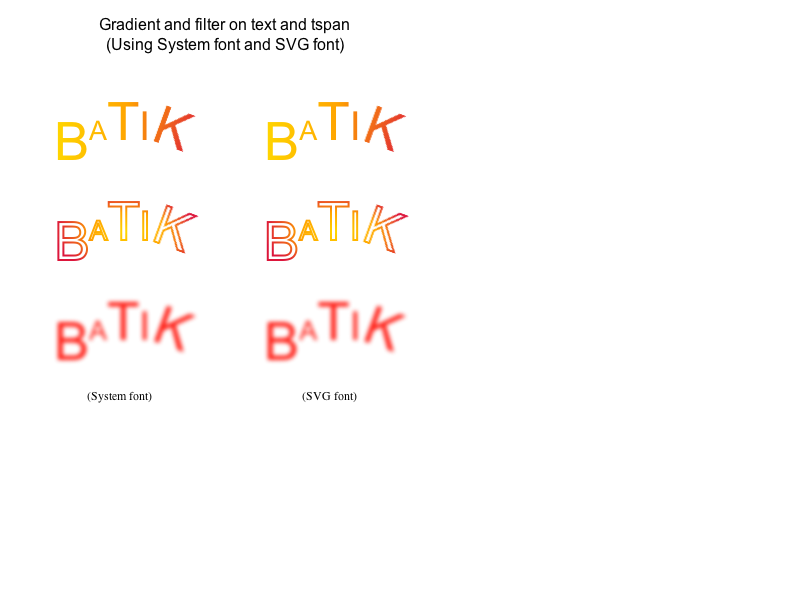 Gradient and filter on text and tspan
(Using System font and SVG font)
BATIK BATIK
BATIK BATIK
BATIK BATIK
(System font) (SVG font)